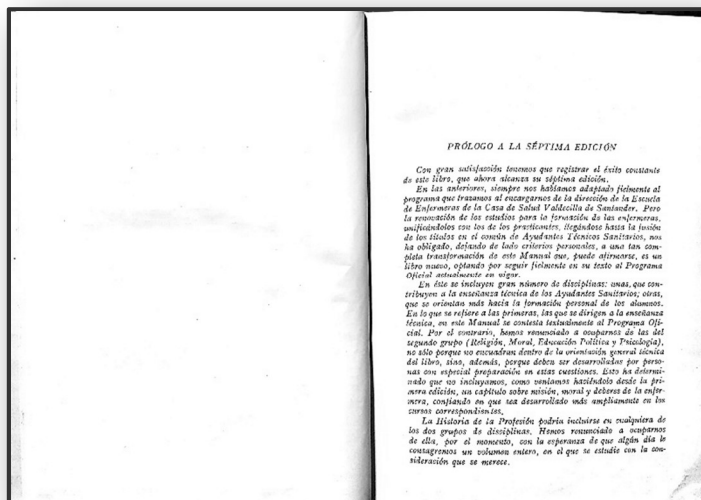 PRÓLOGO A LA SÉPTIMA EDICIÓN
Con gran satisfacción tenemos que registrar el éxito constante
de este libro, que ahora alcanza su séptima edición.
En las anteriores, siempre nos habíamos adaptado fielmente al
programa que trazamos al encargarnos de la dirección de la Escuela
de Enfermeras de la Casa de Salud Valdecilla de Santander. Pero
la renovación de los estudios para la formación de las enfermeras,
unificándolos con los de los practicantes, llegándose hasta la fusión
de los títulos en el común de Ayudantes Técnicos Sanitarios, nos
ha obligado, dejando de lado criterios personales, a una tan com-
pleta transformación de este Manual que, puede afirmarse, es un
libro nuevo, optando por seguir fielmente en su texto al Programa
Oficial actualmente en vigor.
En éste se incluyen gran número de disciplinas: unas, que con-
tribuyen a la enseñanza técnica de los Ayudantes Sanitarios; otras,
que se orientan más hacia la formación personal de los alumnos.
En lo que se refiere a las primeras, las que se dirigen a la enseñanza
técnica, en este Manual se contesta textualmente al Programa Ofi-
cial. Por el contrario, hemos renunciado a ocuparnos de las del
segundo grupo (Religión, Moral, Educación Política y Psicología),
no sólo porque no encuadran dentro de la orientación general técnica
del libro, sino, además, porque deben ser desarrolladas por perso-
nas con especial preparación en estas cuestiones. Esto ha determi-
nado que no incluyamos, como veníamos haciéndolo desde la pri-
mera edición, un capítulo sobre misión, moral y deberes de la enfer-
mera, confiando en que sea desarrollado más ampliamente en los
cursos correspondientes.
La Historia de la Profesión podría incluirse en cualquiera de
los dos grupos de disciplinas. Hemos renunciado a ocuparnos
de ella, por el momento, con la esperanza de que algún día le
consagremos un volumen entero, en el que se estudie con la con-
sideración que se merece.